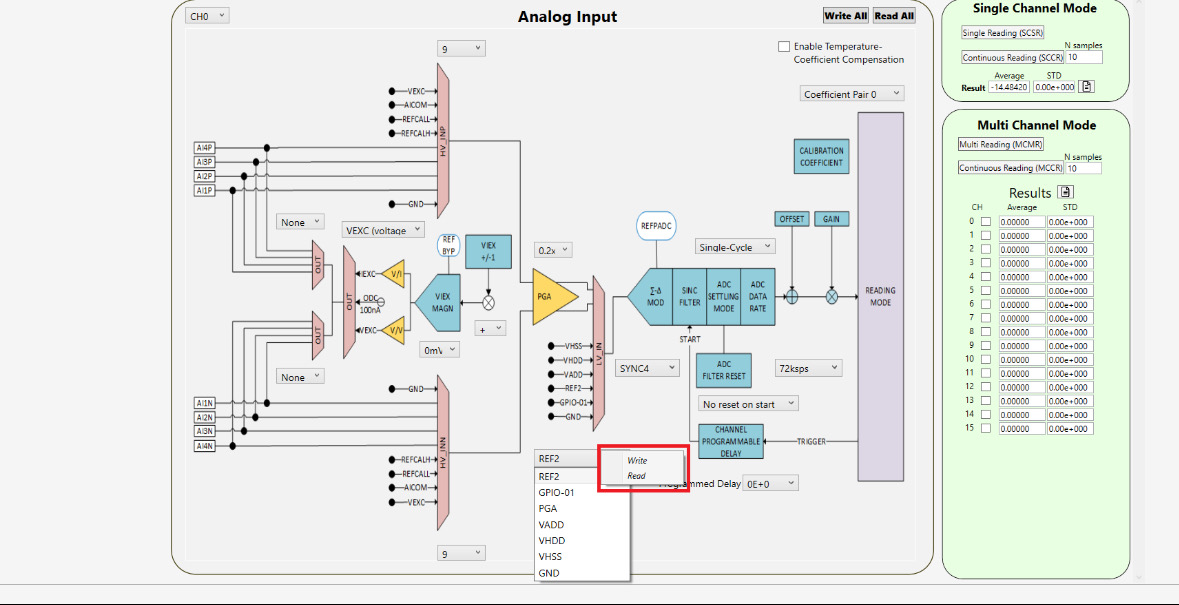 CH0
Analog Input
Write All
Read All
9
Enable Temperature-
Coefficient Compensation
Coefficient Pair 0
VEXC
AICOM
REFCALL
REFCALH
HV_INP
GND
AI4P
AI3P
AI2P
AI1P
CALIBRATION
COEFFICIENT
None
VEXC (voltage
REF
BYP
VIEX
+/-1
REFPADC
OFFSET
GAIN
Single-Cycle
0.2x
OUT
OUT
IEXC
V/I
ODC
100nA
VEXC
V/V
VIEX
MAGN
PGA
Σ-Δ
MOD
SINC
FILTER
ADC
SETTLING
MODE
ADC
DATA
RATE
READING
MODE
OUT
+
0mV
None
START
VHSS
VHDD
VADD
REF2
GPIO-01
GND
LV_IN
SYNC4
ADC
FILTER RESET
72ksps
No reset on start
GND
AI1N
AI2N
AI3N
AI4N
HV_INN
REFCALH
REFCALL
AICOM
VEXC
CHANNEL
PROGRAMMABLE
DELAY
TRIGGER
REF2
REF2
GPIO-01
PGA
VADD
VHDD
VHSS
GND
Write
Read
Programmed Delay
0E+0
9
Single Channel Mode
Single Reading (SCSR)
N samples
Continuous Reading (SCCR)
10
Average
STD
Result
-14.48420
0.00e+000
Multi Channel Mode
Multi Reading (MCMR)
N samples
Continuous Reading (MCCR)
10
Results
CH
Average
STD
0 0.00000 0.00e+000
1 0.00000 0.00e+000
2 0.00000 0.00e+000
3 0.00000 0.00e+000
4 0.00000 0.00e+000
5 0.00000 0.00e+000
6 0.00000 0.00e+000
7 0.00000 0.00e+000
8 0.00000 0.00e+000
9 0.00000 0.00e+000
10 0.00000 0.00e+000
11 0.00000 0.00e+000
12 0.00000 0.00e+000
13 0.00000 0.00e+000
14 0.00000 0.00e+000
15 0.00000 0.00e+000